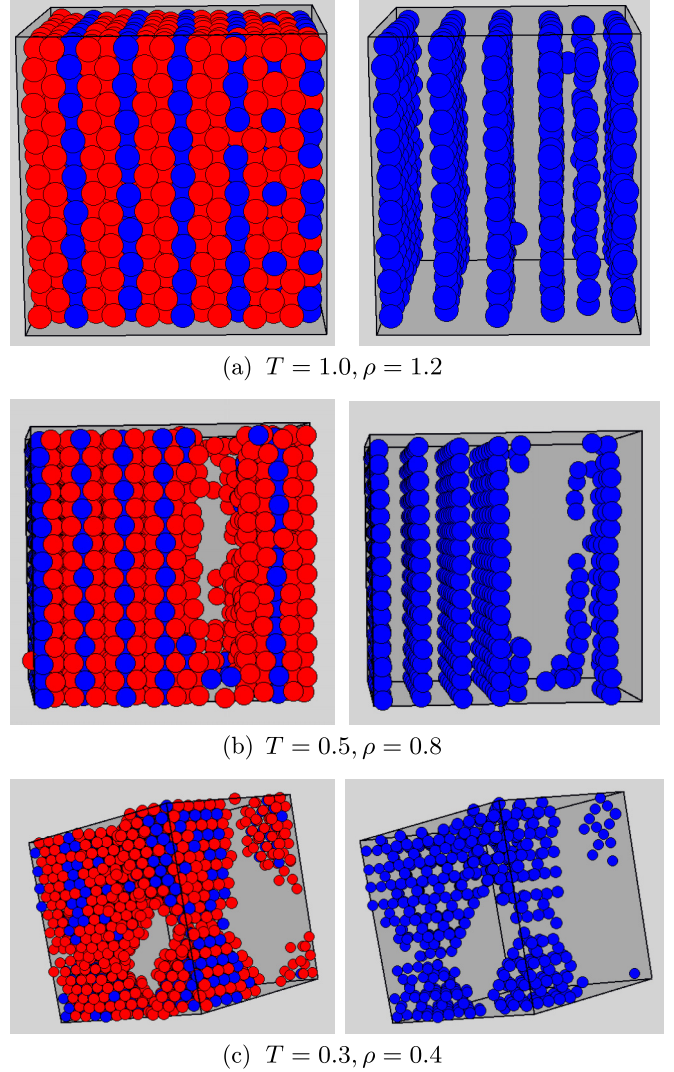 (a) T = 1.0, ρ = 1.2
(b) T = 0.5, ρ = 0.8
(c) T = 0.3, ρ = 0.4